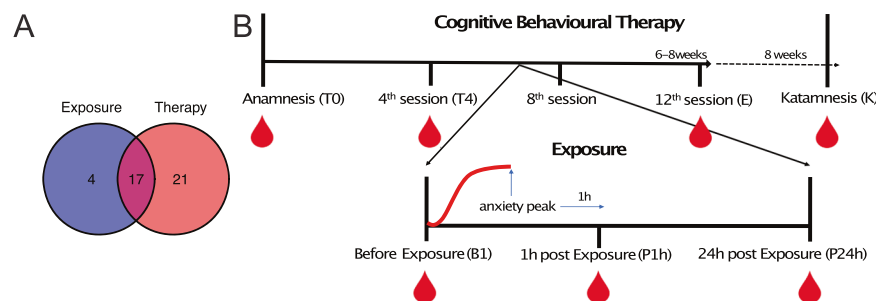 A
B
Cognitive Behavioural Therapy
6–8weeks
8 weeks
Anamnesis (T0)
4th session (T4)
8th session
12th session (E)
Katamnesis (K)
Exposure
Therapy
4
17
21
Exposure
anxiety peak
1h
Before Exposure (B1)
1h post Exposure (P1h)
24h post Exposure (P24h)